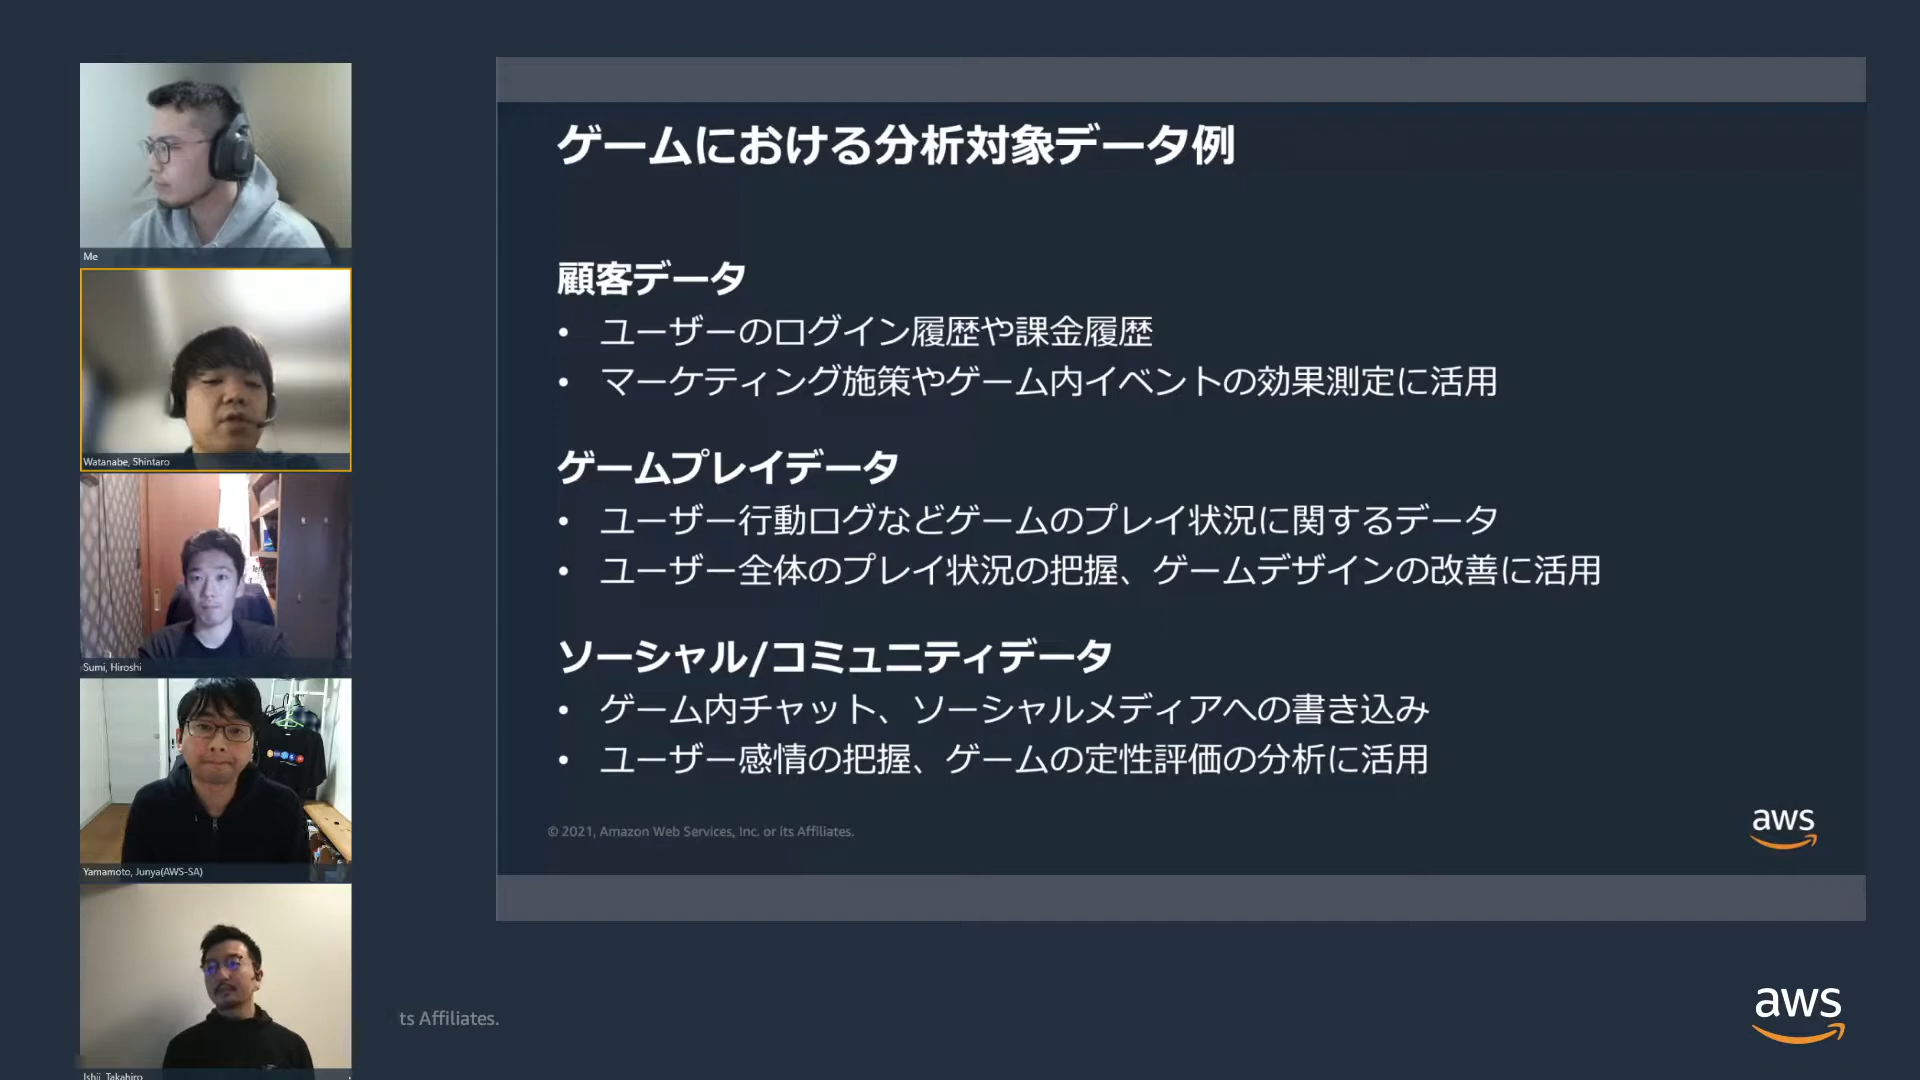 Me
Watanabe, Shintaro
Sumi, Hiroshi
Yamamoto, Junya(AWS-SA)
Ishii, Takahiro
ゲームにおける分析対象データ例
顧客データ
• ユーザーのログイン履歴や課金履歴
• マーケティング施策やゲーム内イベントの効果測定に活用
ゲームプレイデータ
• ユーザー行動ログなどゲームのプレイ状況に関するデータ
• ユーザー全体のプレイ状況の把握、ゲームデザインの改善に活用
ソーシャル/コミュニティデータ
• ゲーム内チャット、ソーシャルメディアへの書き込み
• ユーザー感情の把握、ゲームの定性評価の分析に活用
© 2021, Amazon Web Services, Inc. or its Affiliates.
aws
ts Affiliates.
aws